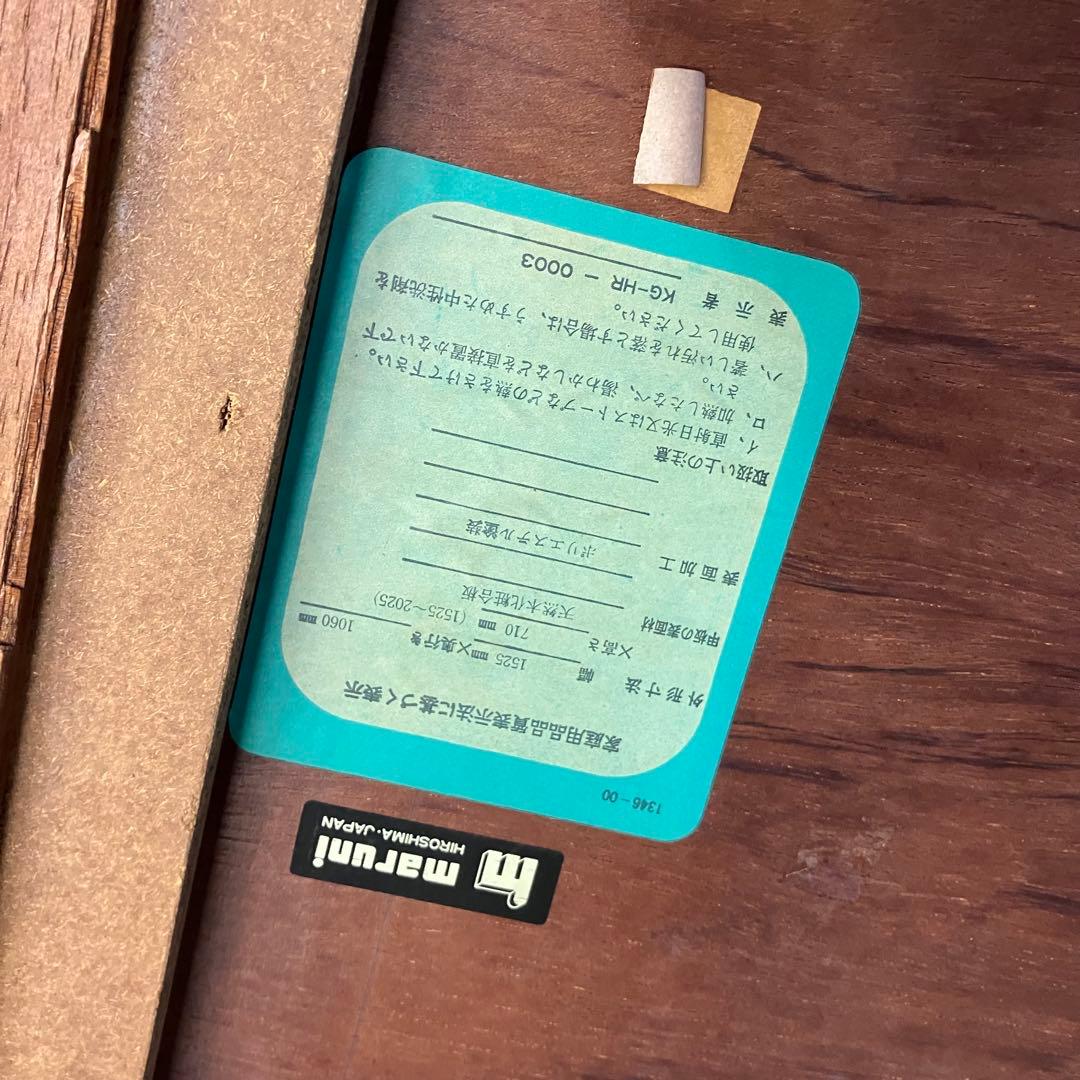 1346-00
家庭用品品質表示法に基づく表示
外形寸法 幅 1525 ㎜×奥行き 1060 ㎜
×高さ 710 ㎜ (1525〜2025)
甲板の表面材 天然木化粧合板
表面加工 ポリエステル塗装
取扱い上の注意
イ、直射日光又はストーブなどの熱をさけて下さい。
ロ、加熱したなべ、湯わかしなどを直接置かないで下
さい。
ハ、著しい汚れを落とす場合は、うすめた中性洗剤を
使用してください。
表示者 KG-HR-0003
maruni
HIROSHIMA・JAPAN